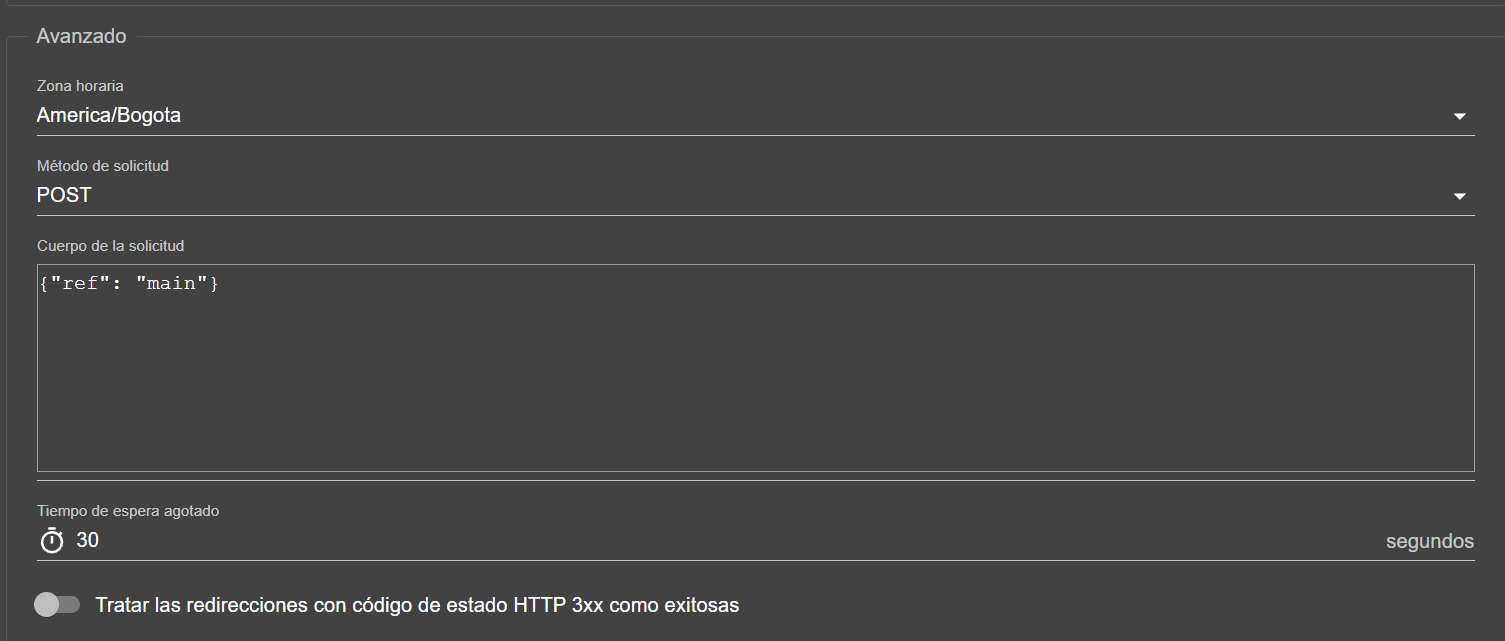 Avanzado
Zona horaria
America/Bogota
Método de solicitud
POST
Cuerpo de la solicitud
{"ref": "main"}
Tiempo de espera agotado
30 segundos
Tratar las redirecciones con código de estado HTTP 3xx como exitosas